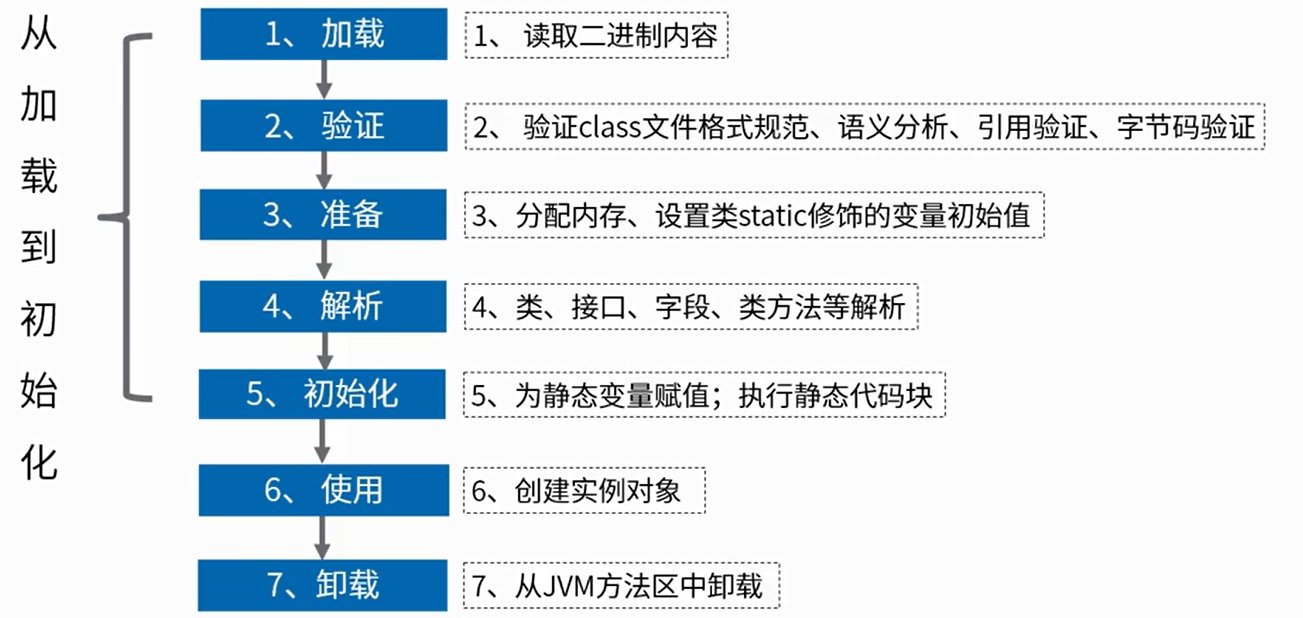 从加载到初始化
1、 加载
1、 读取二进制内容
2、 验证
2、 验证class文件格式规范、语义分析、引用验证、字节码验证
3、 准备
3、分配内存、设置类static修饰的变量初始值
4、 解析
4、类、接口、字段、类方法等解析
5、 初始化
5、为静态变量赋值；执行静态代码块
6、 使用
6、创建实例对象
7、卸载
7、从JVM方法区中卸载